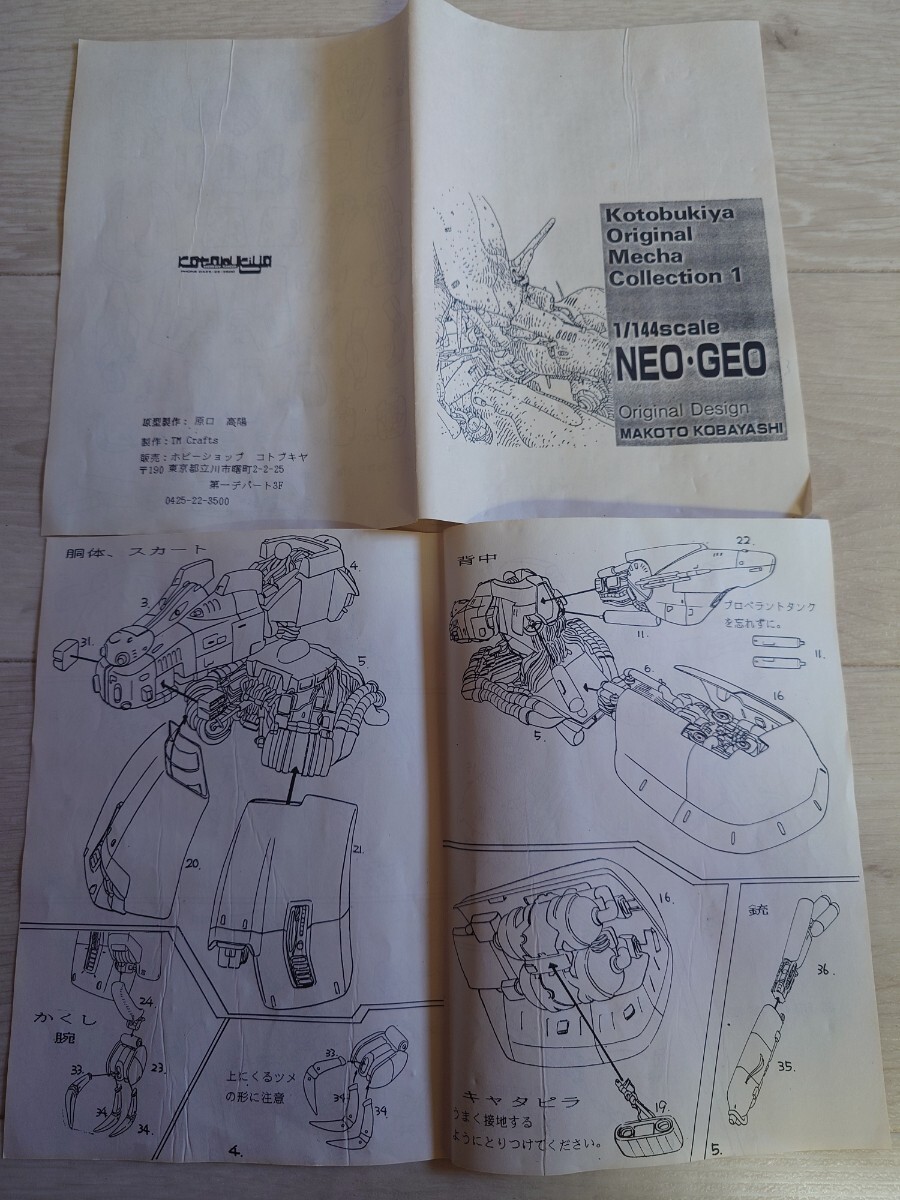 kotobukiya
原型製作：原口　高陽
製作：TM Crafts
販売：ホビーショップ　コトブキヤ
〒190 東京都立川市曙町2-2-25
第一デパート3F
0425-22-3500
Kotobukiya
Original
Mecha
Collection 1
1/144scale
NEO・GEO
Original Design
MAKOTO KOBAYASHI
胴体、スカート
3.
4.
31.
5.
20.
21.
かくし
腕
24.
33.
23.
34.
34.
上にくるツメ
の形に注意
33.
34.
4.
背中
22.
プロペラントタンク
を忘れずに。
11.
11.
6.
16
5.
16.
キャタピラ
うまく接地する
ようにとりつけてください。
19.
銃
36.
35.
5.